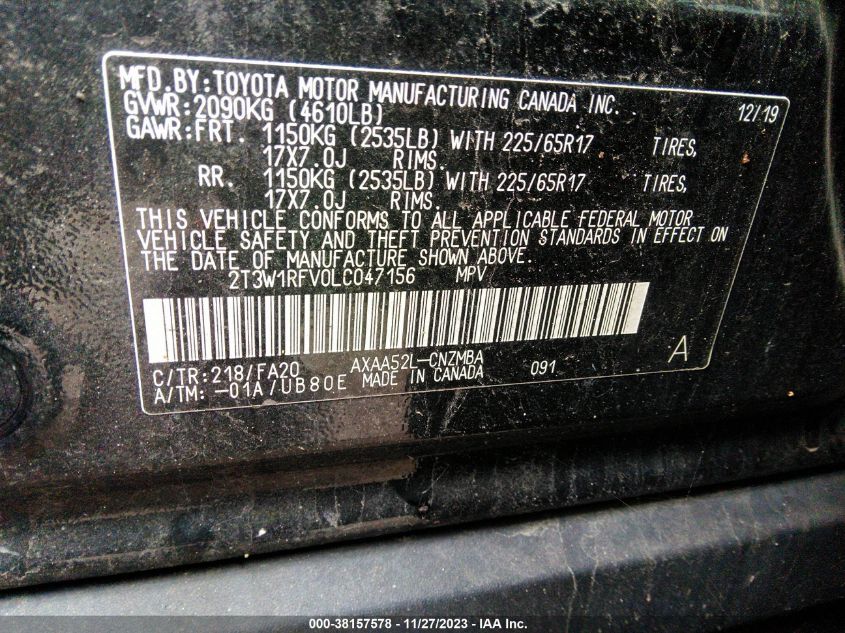 MFD.BY:TOYOTA MOTOR MANUFACTURING CANADA INC.
GVWR:2090KG (4610LB) 12/19
GAWR:FRT. 1150KG (2535LB) WITH 225/65R17 TIRES,
17X7.0J RIMS.
RR. 1150KG (2535LB) WITH 225/65R17 TIRES,
17X7.0J RIMS.
THIS VEHICLE CONFORMS TO ALL APPLICABLE FEDERAL MOTOR
VEHICLE SAFETY AND THEFT PREVENTION STANDARDS IN EFFECT ON
THE DATE OF MANUFACTURE SHOWN ABOVE.
2T3W1RFV0LC047156 MPV
A
C/TR:218/FA20 AXAA52L-CNZMBA 091
A/TM: -01A/UB80E MADE IN CANADA
000-38157578 - 11/27/2023 - IAA Inc.